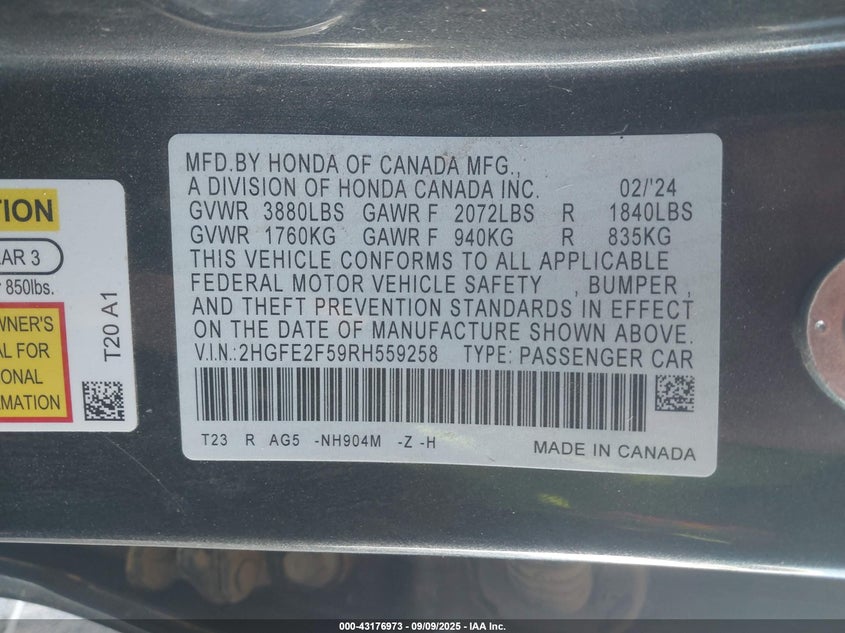 MFD.BY HONDA OF CANADA MFG.,
A DIVISION OF HONDA CANADA INC. 02/'24
GVWR 3880LBS GAWR F 2072LBS R 1840LBS
GVWR 1760KG GAWR F 940KG R 835KG
THIS VEHICLE CONFORMS TO ALL APPLICABLE
FEDERAL MOTOR VEHICLE SAFETY , BUMPER ,
AND THEFT PREVENTION STANDARDS IN EFFECT
ON THE DATE OF MANUFACTURE SHOWN ABOVE.
V.I.N.:2HGFE2F59RH559258 TYPE: PASSENGER CAR
T23 R AG5 -NH904M -Z -H
MADE IN CANADA
TION
AR 3
850lbs.
WNER'S
AL FOR
ONAL
RMATION
T20 A1
000-43176973 | 09/09/2025 - IAA Inc.